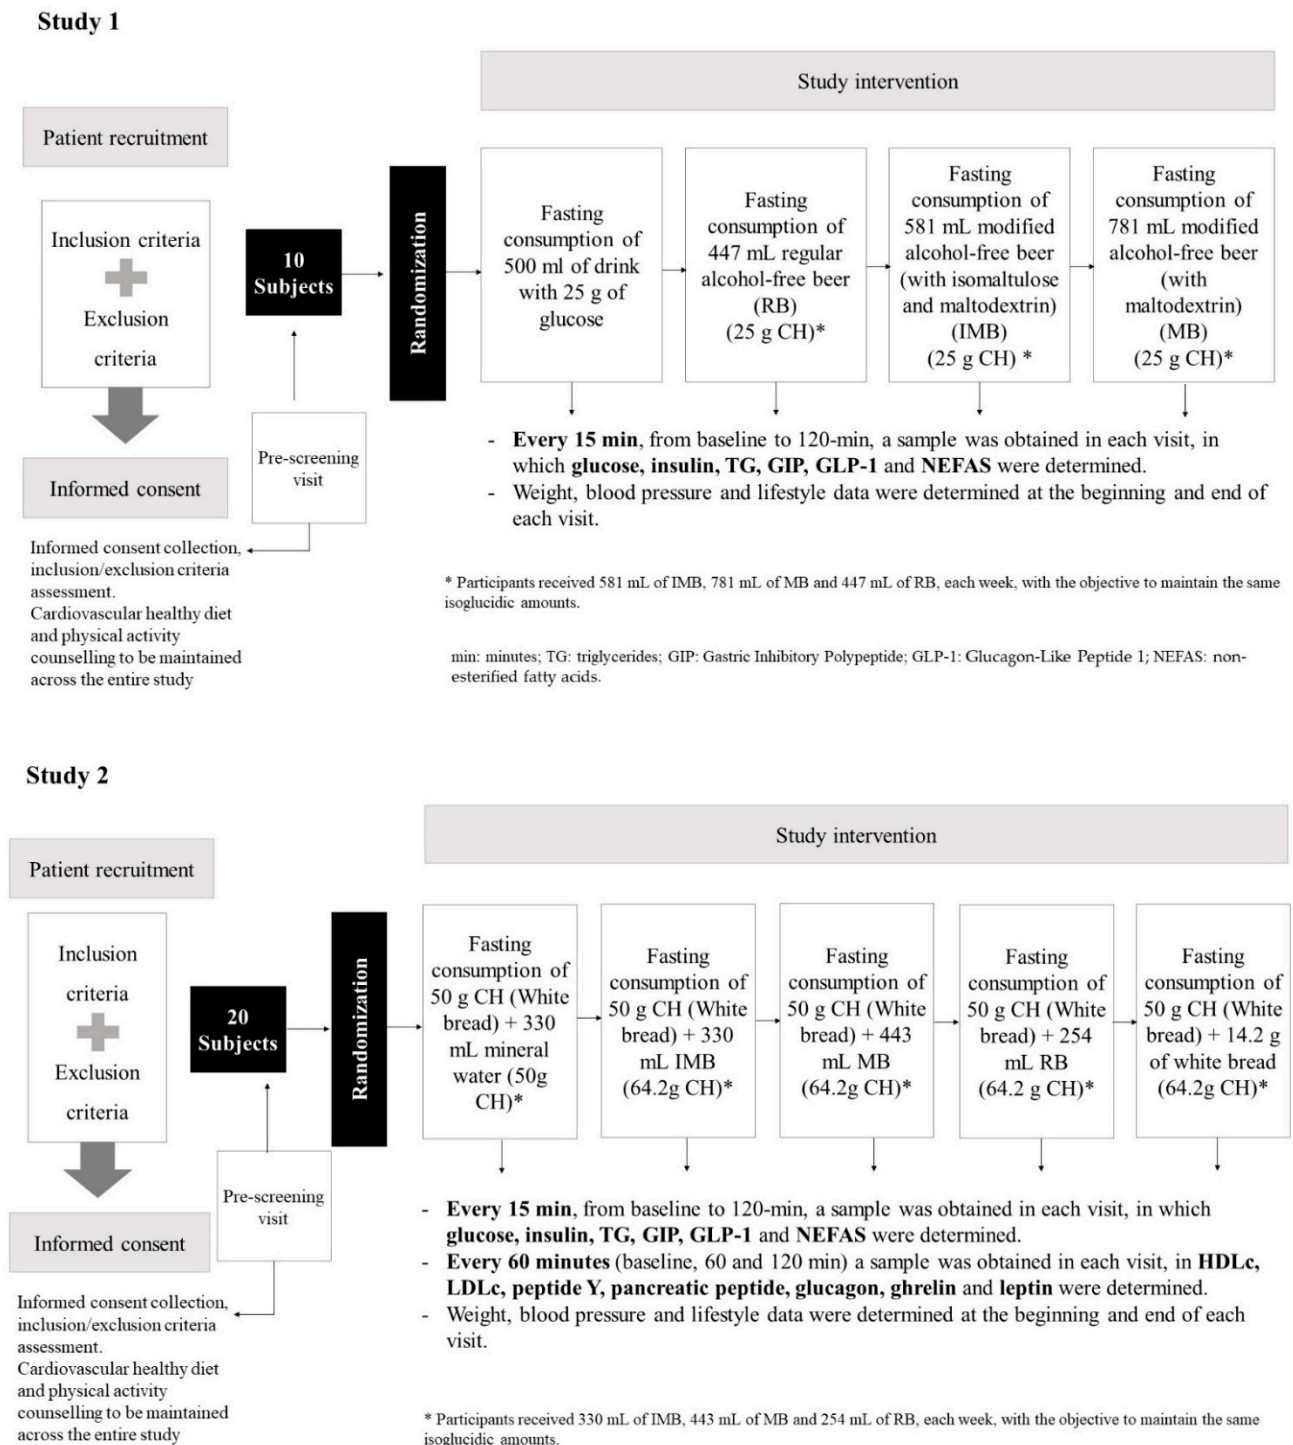 Study 1
Study intervention
Patient recruitment
Inclusion criteria
Exclusion
criteria
Informed consent
Informed consent collection,
inclusion/exclusion criteria
assessment.
Cardiovascular healthy diet
and physical activity
counselling to be maintained
across the entire study
10
Subjects
Pre-screening
visit
Randomization
Fasting
consumption of
500 ml of drink
with 25 g of
glucose
Fasting
consumption of
447 mL regular
alcohol-free beer
(RB)
(25 g CH)*
Fasting
consumption of
581 mL modified
alcohol-free beer
(with isomaltulose
and maltodextrin)
(IMB)
(25 g CH) *
Fasting
consumption of
781 mL modified
alcohol-free beer
(with
maltodextrin)
(MB)
(25 g CH)*
- Every 15 min, from baseline to 120-min, a sample was obtained in each visit, in
which glucose, insulin, TG, GIP, GLP-1 and NEFAS were determined.
- Weight, blood pressure and lifestyle data were determined at the beginning and end of
each visit.
* Participants received 581 mL of IMB, 781 mL of MB and 447 mL of RB, each week, with the objective to maintain the same
isoglucidic amounts.
min: minutes; TG: triglycerides; GIP: Gastric Inhibitory Polypeptide; GLP-1: Glucagon-Like Peptide 1; NEFAS: non-
esterified fatty acids.
Study 2
Study intervention
Patient recruitment
Inclusion
criteria
Exclusion
criteria
Informed consent
Informed consent collection,
inclusion/exclusion criteria
assessment.
Cardiovascular healthy diet
and physical activity
counselling to be maintained
across the entire study
20
Subjects
Pre-screening
visit
Randomization
Fasting
consumption of
50 g CH (White
bread) + 330
mL mineral
water (50g
CH)*
Fasting
consumption of
50 g CH (White
bread) + 330
mL IMB
(64.2g CH)*
Fasting
consumption of
50 g CH (White
bread) + 443
mL MB
(64.2g CH)*
Fasting
consumption of
50 g CH (White
bread) + 254
mL RB
(64.2 g CH)*
Fasting
consumption of
50 g CH (White
bread) + 14.2 g
of white bread
(64.2g CH)*
- Every 15 min, from baseline to 120-min, a sample was obtained in each visit, in which
glucose, insulin, TG, GIP, GLP-1 and NEFAS were determined.
- Every 60 minutes (baseline, 60 and 120 min) a sample was obtained in each visit, in HDLc,
LDLc, peptide Y, pancreatic peptide, glucagon, ghrelin and leptin were determined.
- Weight, blood pressure and lifestyle data were determined at the beginning and end of each
visit.
* Participants received 330 mL of IMB, 443 mL of MB and 254 mL of RB, each week, with the objective to maintain the same
isoglucidic amounts.